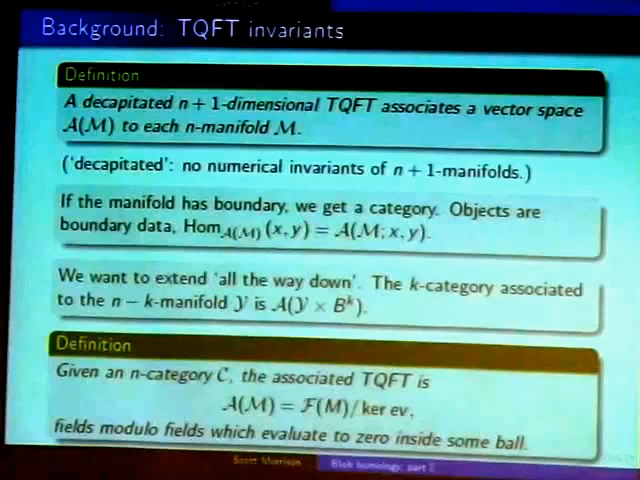 Background: TQFT invariants
Definition
A decapitated n + 1-dimensional TQFT associates a vector space
𝒜(ℳ) to each n-manifold ℳ.
('decapitated': no numerical invariants of n + 1-manifolds.)
If the manifold has boundary, we get a category. Objects are
boundary data, Hom_𝒜(ℳ)(x, y) = 𝒜(ℳ; x, y).
We want to extend 'all the way down'. The k-category associated
to the n − k-manifold 𝒴 is 𝒜(𝒴 × B^k).
Definition
Given an n-category 𝒞, the associated TQFT is
𝒜(ℳ) = ℱ(M)/ ker ev,
fields modulo fields which evaluate to zero inside some ball.
Scott Morrison Blob homology: part I